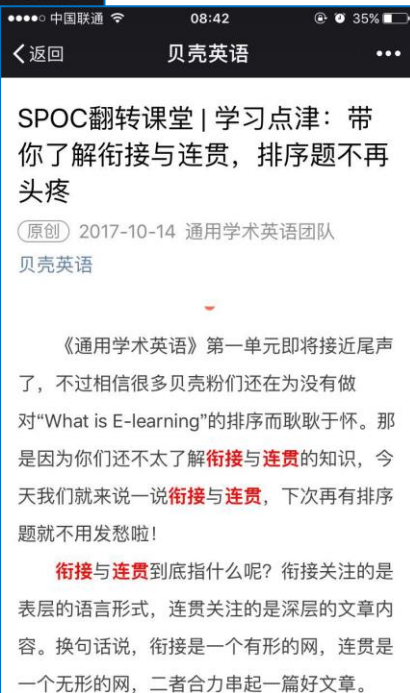 中国联通 08:42 35%
返回 贝壳英语
SPOC翻转课堂 | 学习点津：带
你了解衔接与连贯，排序题不再
头疼
原创 2017-10-14 通用学术英语团队
贝壳英语
《通用学术英语》第一单元即将接近尾声
了，不过相信很多贝壳粉们还在为没有做
对“What is E-learning”的排序而耿耿于怀。那
是因为你们还不太了解衔接与连贯的知识，今
天我们就来说一说衔接与连贯，下次再有排序
题就不用发愁啦！
衔接与连贯到底指什么呢？衔接关注的是
表层的语言形式，连贯关注的是深层的文章内
容。换句话说，衔接是一个有形的网，连贯是
一个无形的网，二者合力串起一篇好文章。